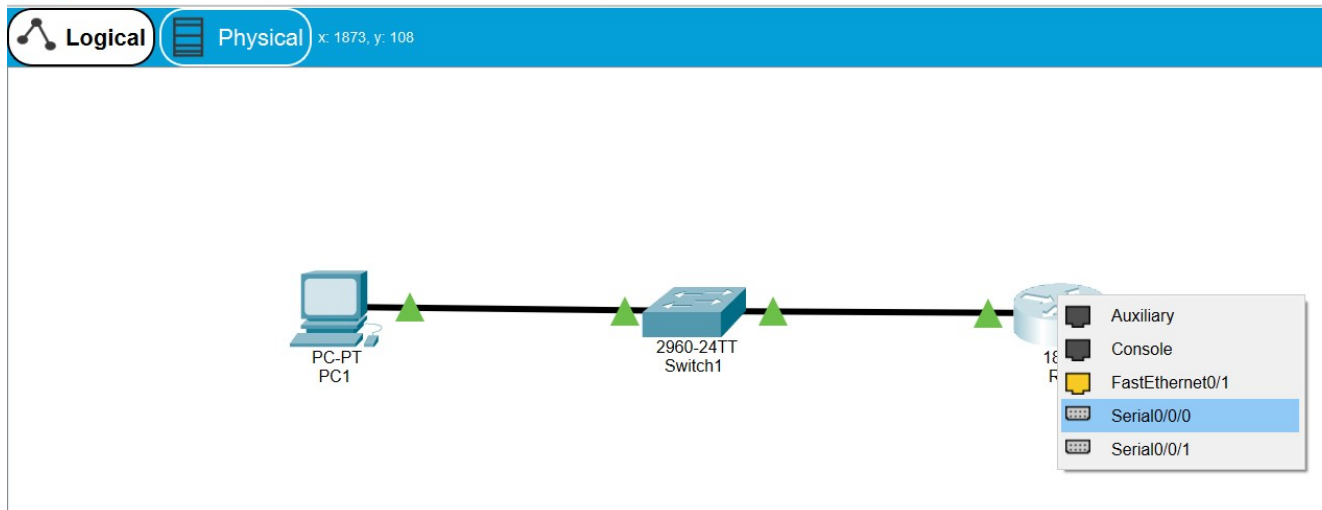 Logical Physical x: 1873, y: 108
PC-PT
PC1
2960-24TT
Switch1
18
R
Auxiliary
Console
FastEthernet0/1
Serial0/0/0
Serial0/0/1